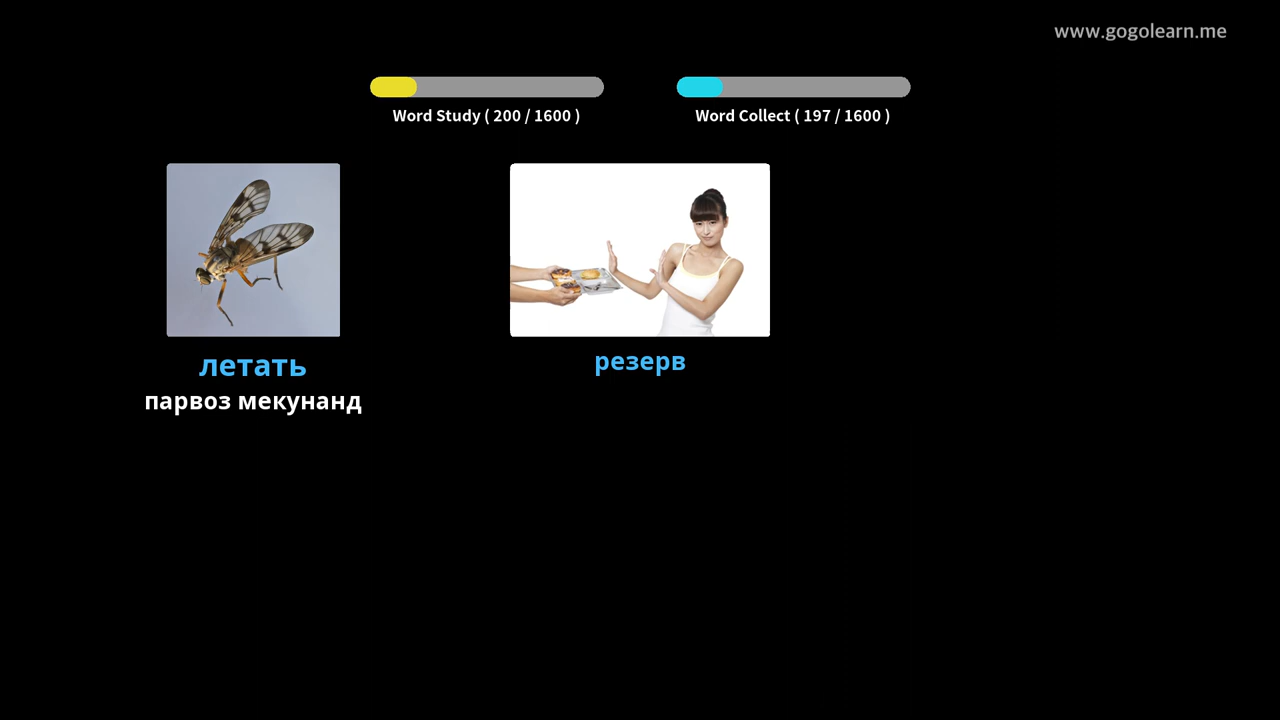 www.gogolearn.me
Word Study ( 200 / 1600 )
Word Collect ( 197 / 1600 )
летать
парвоз мекунанд
резерв